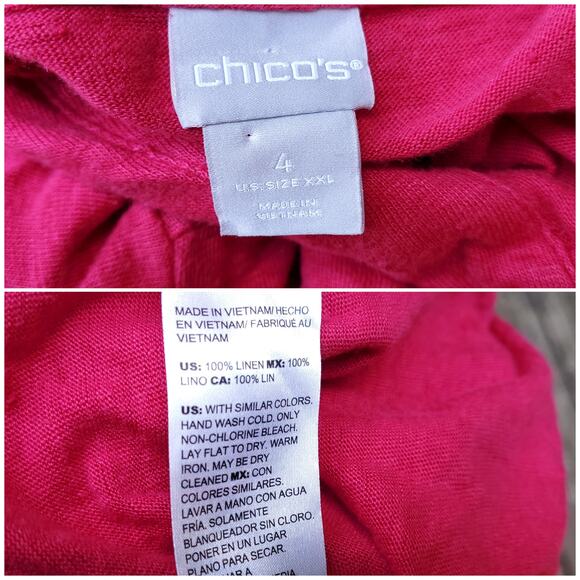 chico's®
4
U.S. SIZE XXL
MADE IN
VIETNAM
MADE IN VIETNAM/ HECHO
EN VIETNAM/ FABRIQUÉ AU
VIETNAM
US: 100% LINEN MX: 100%
LINO CA: 100% LIN
US: WITH SIMILAR COLORS.
HAND WASH COLD. ONLY
NON-CHLORINE BLEACH.
LAY FLAT TO DRY. WARM
IRON. MAY BE DRY
CLEANED MX: CON
COLORES SIMILARES.
LAVAR A MANO CON AGUA
FRÍA. SOLAMENTE
BLANQUEADOR SIN CLORO.
PONER EN UN LUGAR
PLANO PARA SECAR.